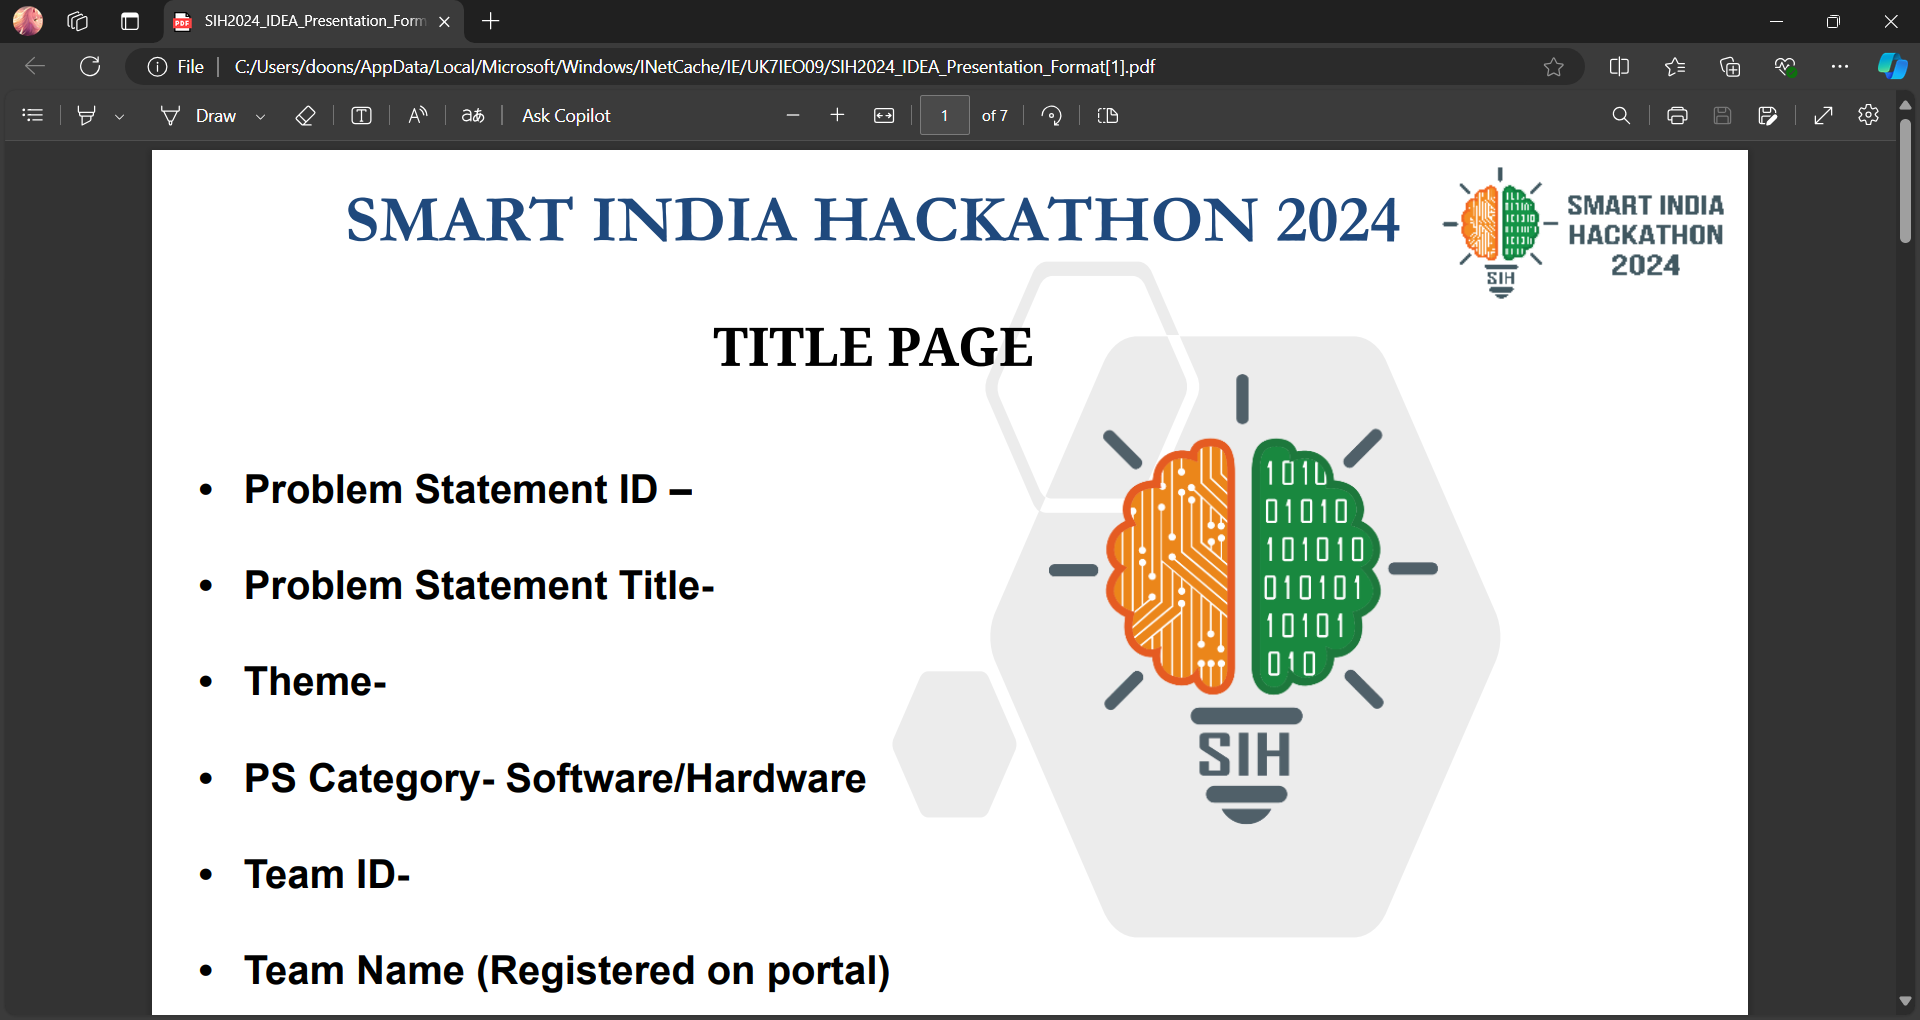 SIH2024_IDEA_Presentation_Form
File
C:/Users/doons/AppData/Local/Microsoft/Windows/INetCache/IE/UK7IEO09/SIH2024_IDEA_Presentation_Format[1].pdf
Draw
A
aあ
Ask Copilot
1 of 7
SMART INDIA HACKATHON 2024
SMART INDIA
HACKATHON
2024
SIH
TITLE PAGE
• Problem Statement ID –
• Problem Statement Title-
• Theme-
• PS Category- Software/Hardware
• Team ID-
• Team Name (Registered on portal)
01010
101010
010101
10101
010
SIH